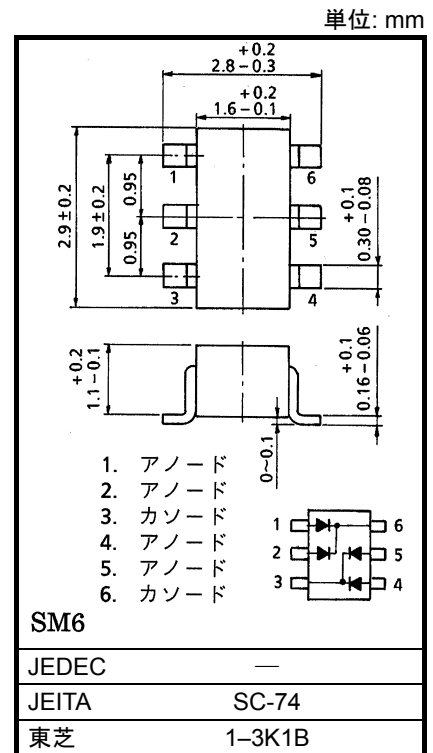 単位: mm
+0.2
2.8－0.3
+0.2
1.6－0.1
2.9±0.2
1.9±0.2
0.95
0.95
+0.1
0.30－0.08
1
2
3
6
5
4
+0.2
1.1－0.1
+0.1
0.16－0.06
0~0.1
1. アノード
2. アノード
3. カソード
4. アノード
5. アノード
6. カソード
1
2
3
6
5
4
SM6
JEDEC ―
JEITA SC-74
東芝 1–3K1B